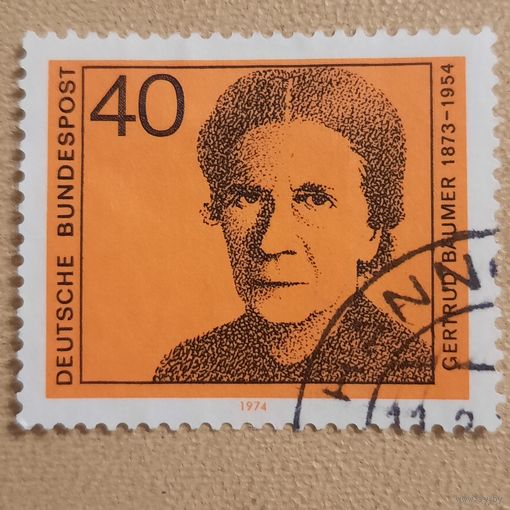 40
DEUTSCHE BUNDESPOST
GERTRUD BÄUMER 1873-1954
1974